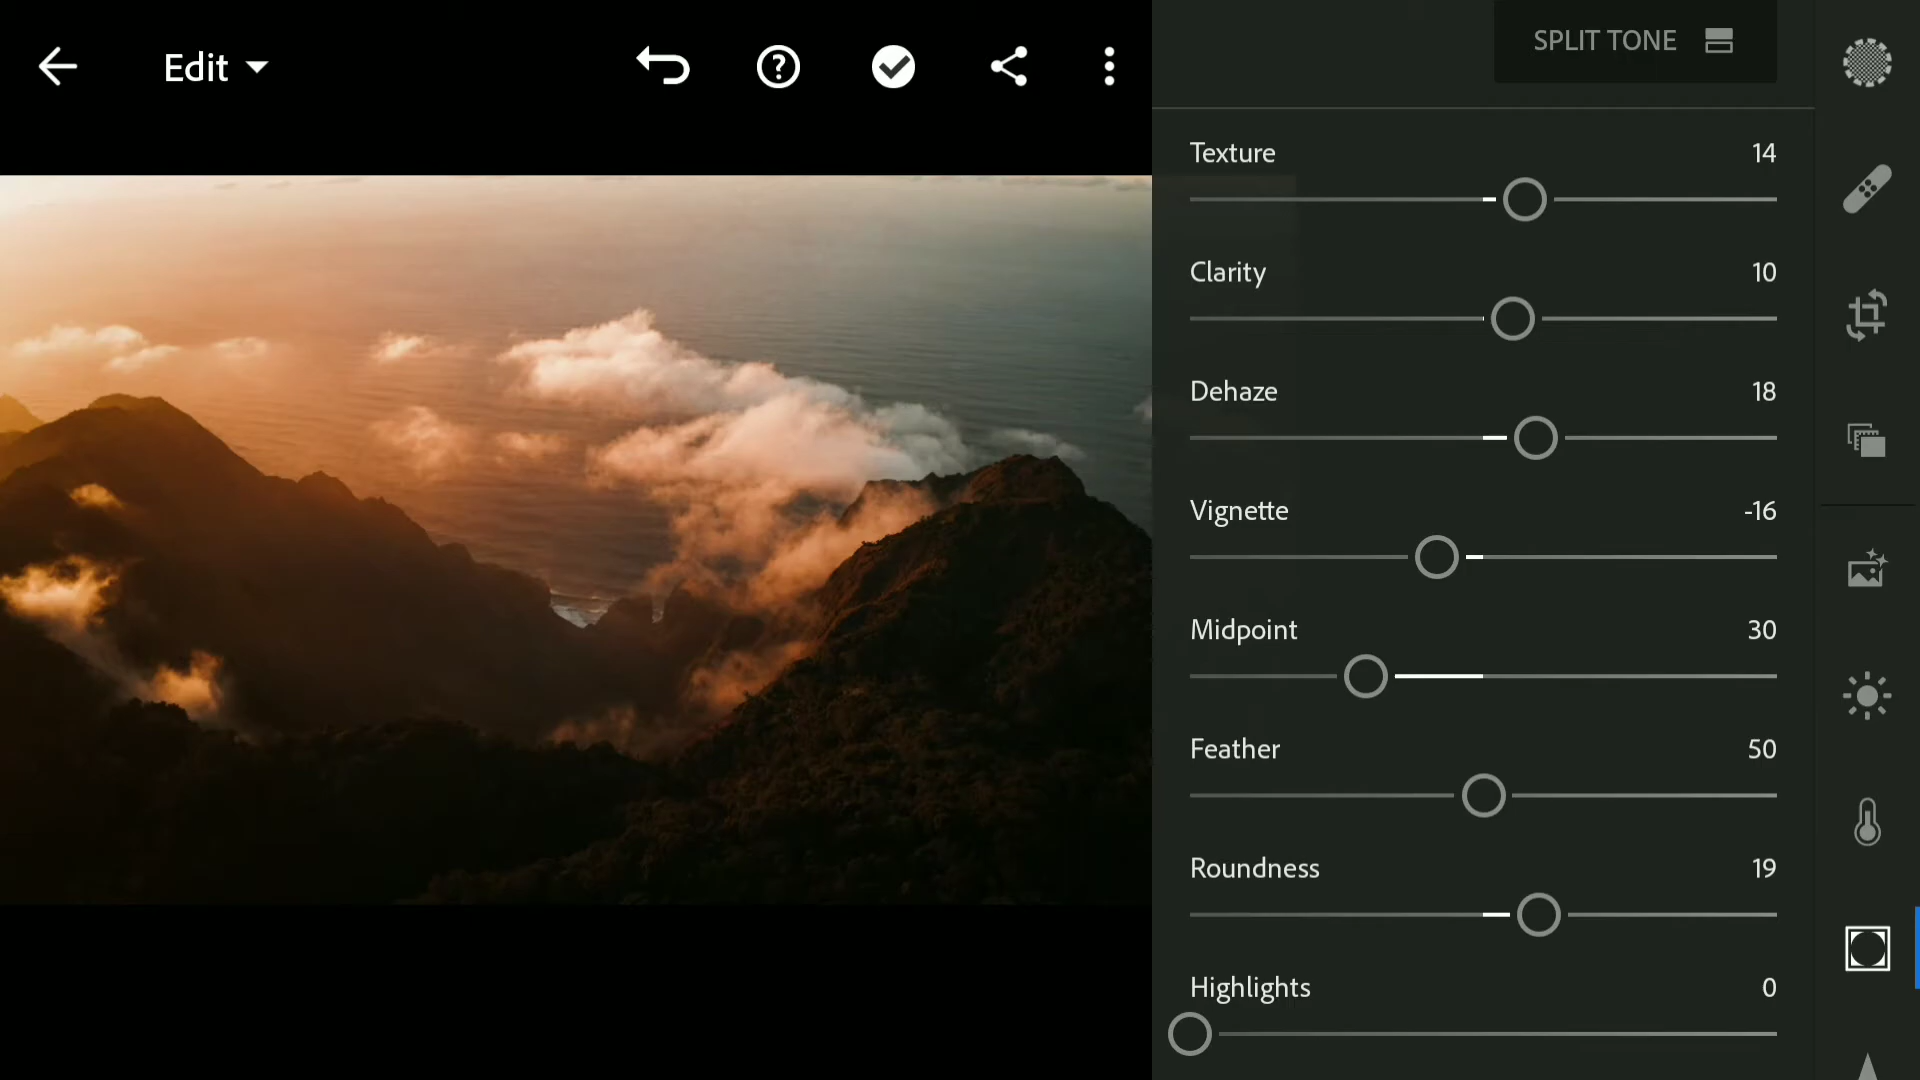 Edit
SPLIT TONE
Texture 14
Clarity 10
Dehaze 18
Vignette -16
Midpoint 30
Feather 50
Roundness 19
Highlights 0